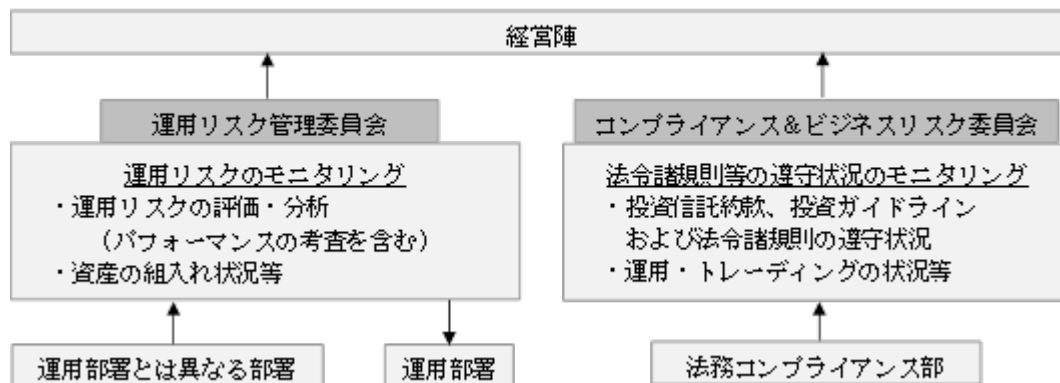 経営陣
運用リスク管理委員会
運用リスクのモニタリング
・運用リスクの評価・分析
（パフォーマンスの考査を含む）
・資産の組入れ状況等
コンプライアンス＆ビジネスリスク委員会
法令諸規則等の遵守状況のモニタリング
・投資信託約款、投資ガイドライン
および法令諸規則の遵守状況
・運用・トレーディングの状況等
運用部署とは異なる部署
運用部署
法務コンプライアンス部